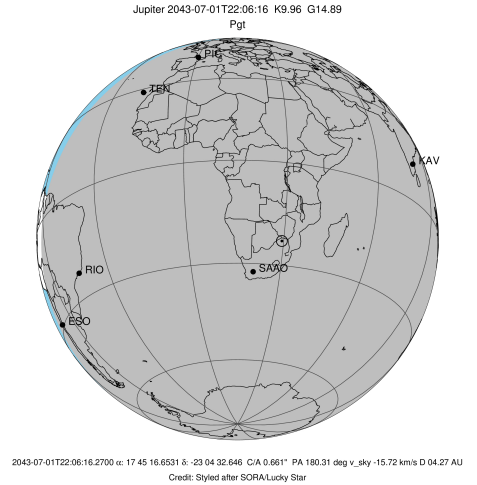 Jupiter 2043-07-01T22:06:16 K9.96 G14.89
Pgt
PIC
TEN
KAV
RIO
SAAO
ESO
2043-07-01T22:06:16.2700 α: 17 45 16.6531 δ: -23 04 32.646 C/A 0.661" PA 180.31 deg v_sky -15.72 km/s D 04.27 AU
Credit: Styled after SORA/Lucky Star